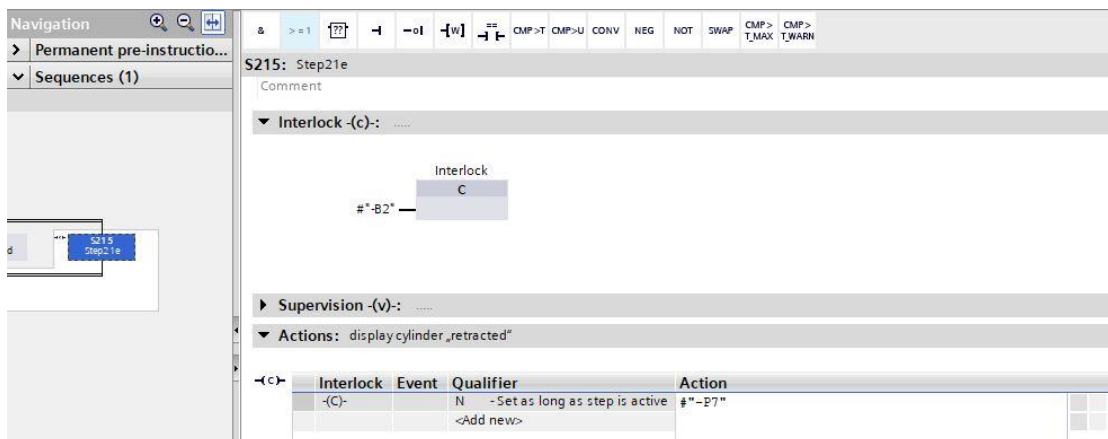 Navigation
Permanent pre-instructio...
Sequences (1)
d
S215
Step21e
& >=1 ?? -o| -[w] == CMP>T CMP>U CONV NEG NOT SWAP CMP> T_MAX CMP> T_WARN
S215: Step21e
Comment
Interlock -(c)-: .....
Interlock
C
#"-B2"
Supervision -(v)-: .....
Actions: display cylinder „retracted“
-(c)-
Interlock Event Qualifier Action
-(C)- N - Set as long as step is active #"-P7"
<Add new>